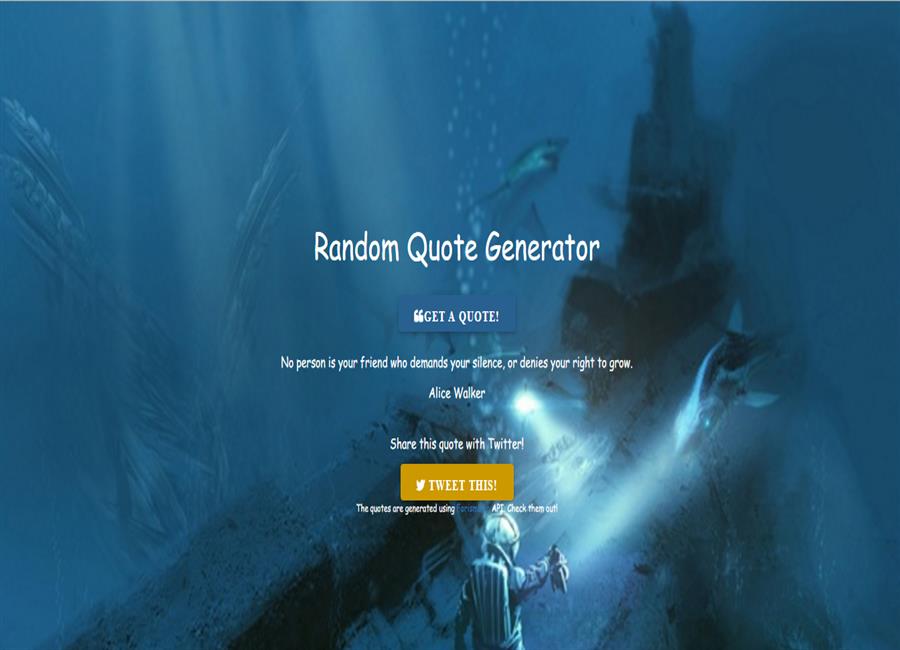 Random Quote Generator
GET A QUOTE!
No person is your friend who demands your silence, or denies your right to grow.
Alice Walker
Share this quote with Twitter!
TWEET THIS!
The quotes are generated using API. Check them out!